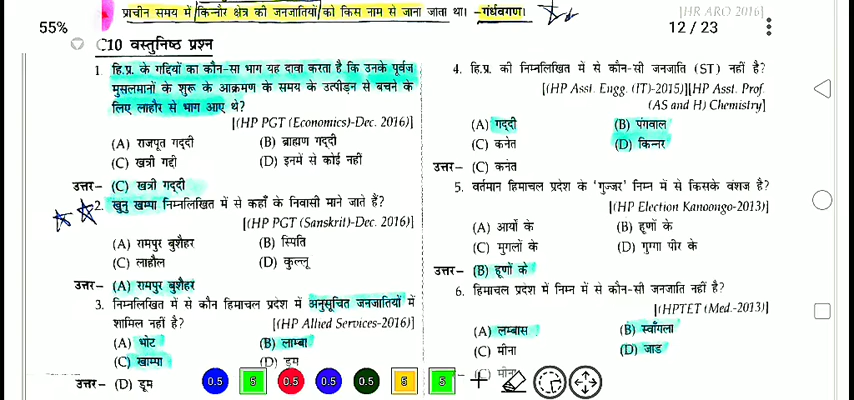 प्राचीन समय में किन्नौर क्षेत्र की जनजातियों को किस नाम से जाना जाता था। –गंधर्वगण।
[HR ARO 2016]
55%
12 / 23
C10 वस्तुनिष्ठ प्रश्न
1. हि.प्र. के गद्दियों का कौन-सा भाग यह दावा करता है कि उनके पूर्वज
मुसलमानों के शुरू के आक्रमण के समय के उत्पीड़न से बचने के
लिए लाहौर से भाग आए थे?
[(HP PGT (Economics)-Dec. 2016)]
(A) राजपूत गद्दी (B) ब्राह्मण गद्दी
(C) खत्री गद्दी (D) इनमें से कोई नहीं
उत्तर– (C) खत्री गद्दी
2. खुनु खम्पा निम्नलिखित में से कहाँ के निवासी माने जाते हैं?
[(HP PGT (Sanskrit)-Dec. 2016)]
(A) रामपुर बुशैहर (B) स्पिति
(C) लाहौल (D) कुल्लू
उत्तर– (A) रामपुर बुशैहर
3. निम्नलिखित में से कौन हिमाचल प्रदेश में अनुसूचित जनजातियों में
शामिल नहीं है? [(HP Allied Services-2016)]
(A) भोट (B) लाम्बा
(C) खाम्पा (D) डूम
उत्तर– (D) डूम
4. हि.प्र. की निम्नलिखित में से कौन-सी जनजाति (ST) नहीं है?
[(HP Asst. Engg. (IT)-2015)][HP Asst. Prof.
(AS and H) Chemistry]
(A) गद्दी (B) पंगवाल
(C) कनेत (D) किन्नर
उत्तर– (C) कनेत
5. वर्तमान हिमाचल प्रदेश के ‘गुज्जर’ निम्न में से किसके वंशज है?
[(HP Election Kanoongo-2013)]
(A) आर्यो के (B) हूणों के
(C) मुगलों के (D) गुग्गा पीर के
उत्तर– (B) हूणों के
6. हिमाचल प्रदेश में निम्न में से कौन-सी जनजाति नहीं है?
[(HPTET (Med.-2013)]
(A) लम्बास (B) स्वाँगला
(C) मीना (D) जाड
– (C) मीना
0.5 5 0.5 0.5 0.5 5 5